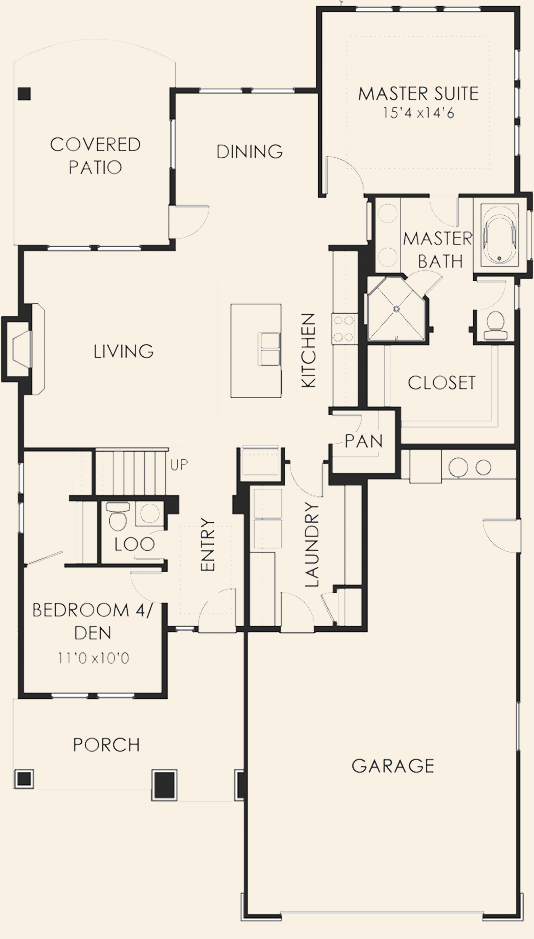 MASTER SUITE
15'4 x14'6
COVERED
PATIO
DINING
MASTER
BATH
LIVING
KITCHEN
CLOSET
PAN
UP
LOO
ENTRY
LAUNDRY
BEDROOM 4/
DEN
11'0 x10'0
PORCH
GARAGE